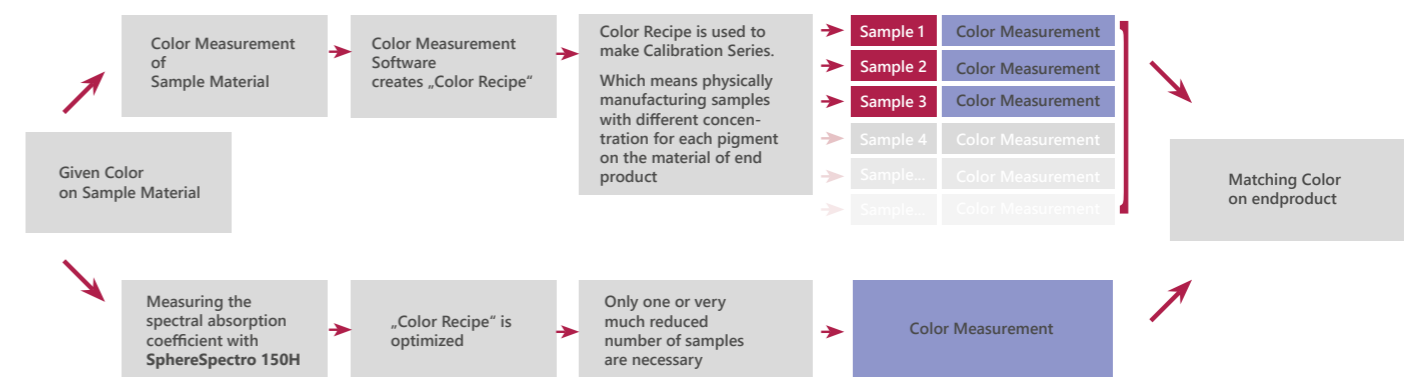 Given Color
on Sample Material
Color Measurement
of
Sample Material
Color Measurement
Software
creates „Color Recipe“
Color Recipe is used to
make Calibration Series.
Which means physically
manufacturing samples
with different concen-
tration for each pigment
on the material of end
product
Sample 1
Color Measurement
Sample 2
Color Measurement
Sample 3
Color Measurement
Sample 4
Color Measurement
Sample...
Color Measurement
Sample...
Color Measurement
Measuring the
spectral absorption
coefficient with
SphereSpectro 150H
„Color Recipe“ is
optimized
Only one or very
much reduced
number of samples
are necessary
Color Measurement
Matching Color
on endproduct